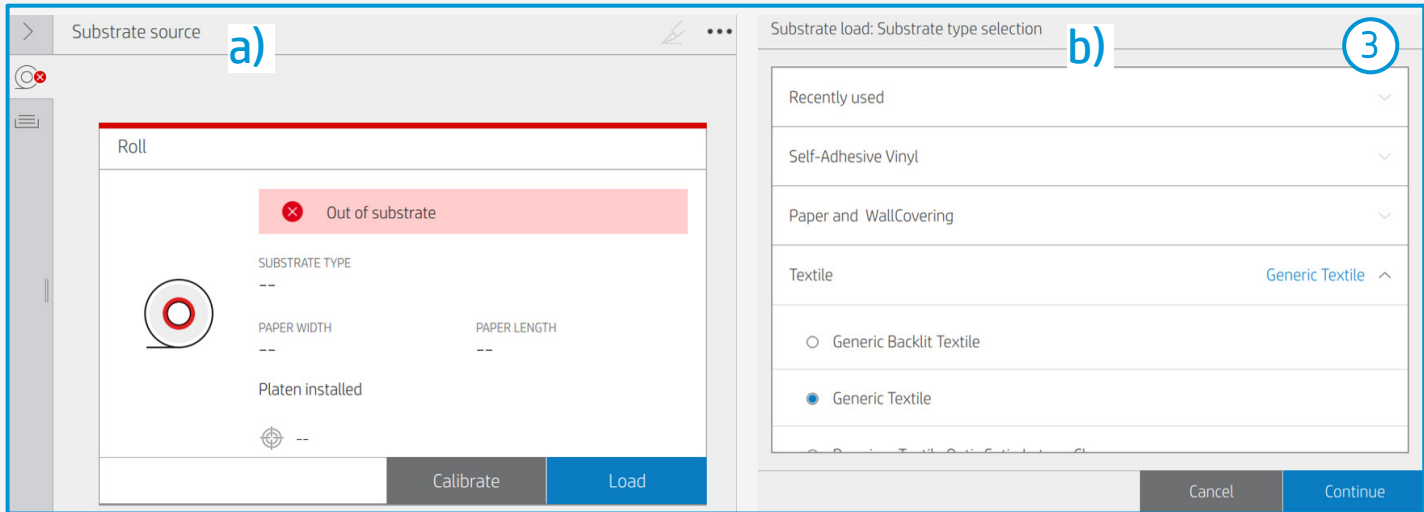 Substrate source
a)
Roll
Out of substrate
SUBSTRATE TYPE
--
PAPER WIDTH
PAPER LENGTH
--
--
Platen installed
--
Calibrate
Load
Substrate load: Substrate type selection
b)
3
Recently used
Self-Adhesive Vinyl
Paper and WallCovering
Textile
Generic Textile
Generic Backlit Textile
Generic Textile
Cancel
Continue